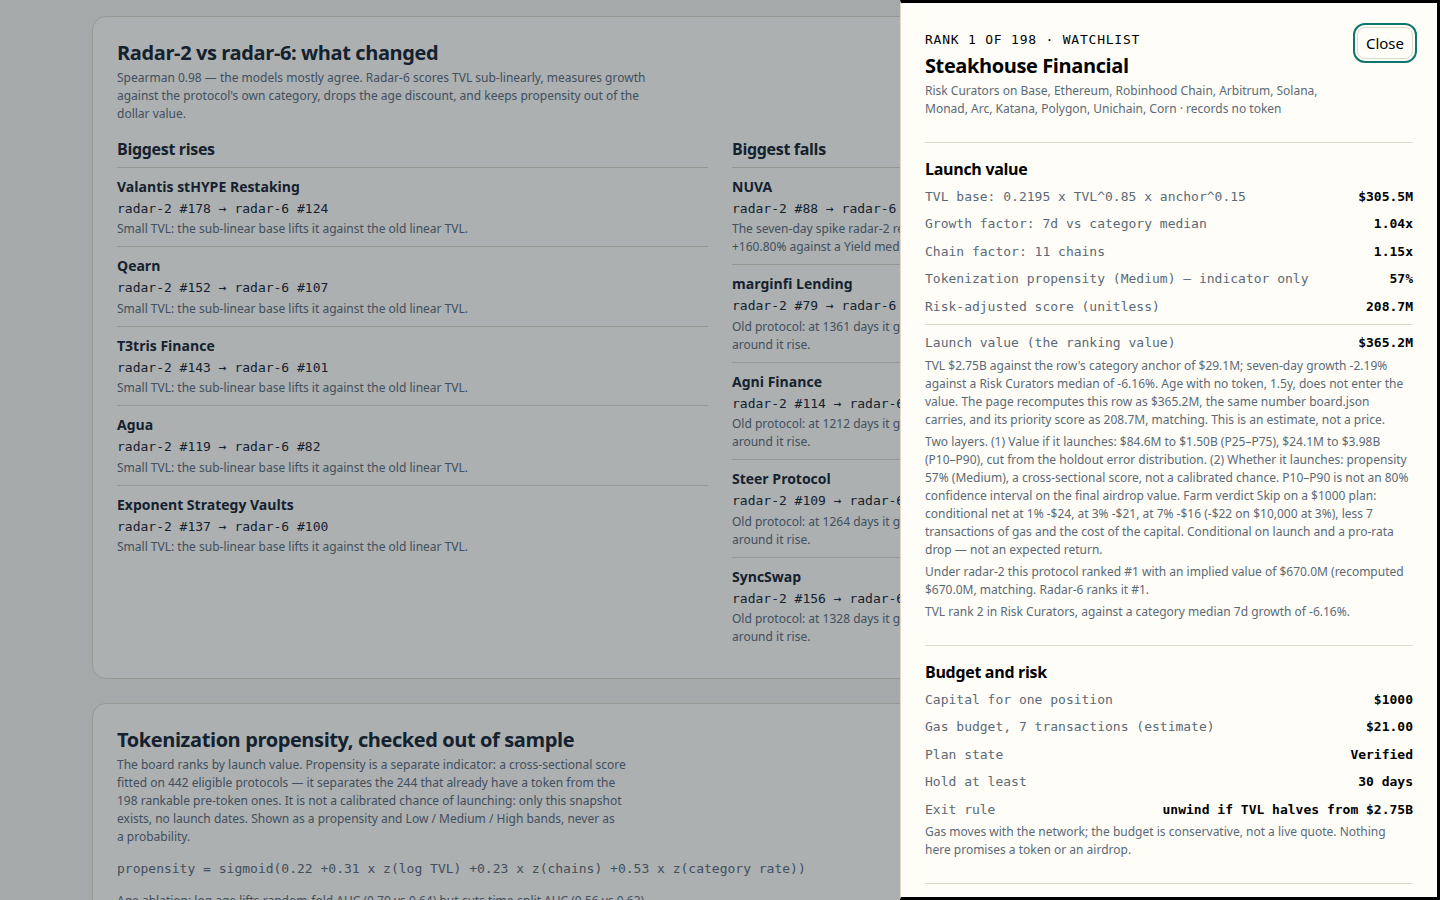 Radar-2 vs radar-6: what changed
Spearman 0.98 — the models mostly agree. Radar-6 scores TVL sub-linearly, measures growth
against the protocol's own category, drops the age discount, and keeps propensity out of the
dollar value.
Biggest rises
Valantis stHYPE Restaking
radar-2 #178 → radar-6 #124
Small TVL: the sub-linear base lifts it against the old linear TVL.
Qearn
radar-2 #152 → radar-6 #107
Small TVL: the sub-linear base lifts it against the old linear TVL.
T3tris Finance
radar-2 #143 → radar-6 #101
Small TVL: the sub-linear base lifts it against the old linear TVL.
Agua
radar-2 #119 → radar-6 #82
Small TVL: the sub-linear base lifts it against the old linear TVL.
Exponent Strategy Vaults
radar-2 #137 → radar-6 #100
Small TVL: the sub-linear base lifts it against the old linear TVL.
Biggest falls
NUVA
radar-2 #88 → radar-6
The seven-day spike radar-2
+160.80% against a Yield
marginfi Lending
radar-2 #79 → radar-6
Old protocol: at 1361 days it
around it rise.
Agni Finance
radar-2 #114 → radar-6
Old protocol: at 1212 days it
around it rise.
Steer Protocol
radar-2 #109 → radar-6
Old protocol: at 1264 days it
around it rise.
SyncSwap
radar-2 #156 → radar-6
Old protocol: at 1328 days it
around it rise.
Tokenization propensity, checked out of sample
The board ranks by launch value. Propensity is a separate indicator: a cross-sectional score
fitted on 442 eligible protocols — it separates the 244 that already have a token from the
198 rankable pre-token ones. It is not a calibrated chance of launching: only this snapshot
exists, no launch dates. Shown as a propensity and Low / Medium / High bands, never as
a probability.
propensity = sigmoid(0.22 +0.31 x z(log TVL) +0.23 x z(chains) +0.53 x z(category rate))
RANK 1 OF 198 · WATCHLIST
Close
Steakhouse Financial
Risk Curators on Base, Ethereum, Robinhood Chain, Arbitrum, Solana,
Monad, Arc, Katana, Polygon, Unichain, Corn · records no token
Launch value
TVL base: 0.2195 x TVL^0.85 x anchor^0.15 $305.5M
Growth factor: 7d vs category median 1.04x
Chain factor: 11 chains 1.15x
Tokenization propensity (Medium) — indicator only 57%
Risk-adjusted score (unitless) 208.7M
Launch value (the ranking value) $365.2M
TVL $2.75B against the row's category anchor of $29.1M; seven-day growth -2.19%
against a Risk Curators median of -6.16%. Age with no token, 1.5y, does not enter the
value. The page recomputes this row as $365.2M, the same number board.json
carries, and its priority score as 208.7M, matching. This is an estimate, not a price.
Two layers. (1) Value if it launches: $84.6M to $1.50B (P25–P75), $24.1M to $3.98B
(P10–P90), cut from the holdout error distribution. (2) Whether it launches: propensity
57% (Medium), a cross-sectional score, not a calibrated chance. P10–P90 is not an 80%
confidence interval on the final airdrop value. Farm verdict Skip on a $1000 plan:
conditional net at 1% -$24, at 3% -$21, at 7% -$16 (-$22 on $10,000 at 3%), less 7
transactions of gas and the cost of the capital. Conditional on launch and a pro-rata
drop — not an expected return.
Under radar-2 this protocol ranked #1 with an implied value of $670.0M (recomputed
$670.0M, matching. Radar-6 ranks it #1.
TVL rank 2 in Risk Curators, against a category median 7d growth of -6.16%.
Budget and risk
Capital for one position $1000
Gas budget, 7 transactions (estimate) $21.00
Plan state Verified
Hold at least 30 days
Exit rule unwind if TVL halves from $2.75B
Gas moves with the network; the budget is conservative, not a live quote. Nothing
here promises a token or an airdrop.